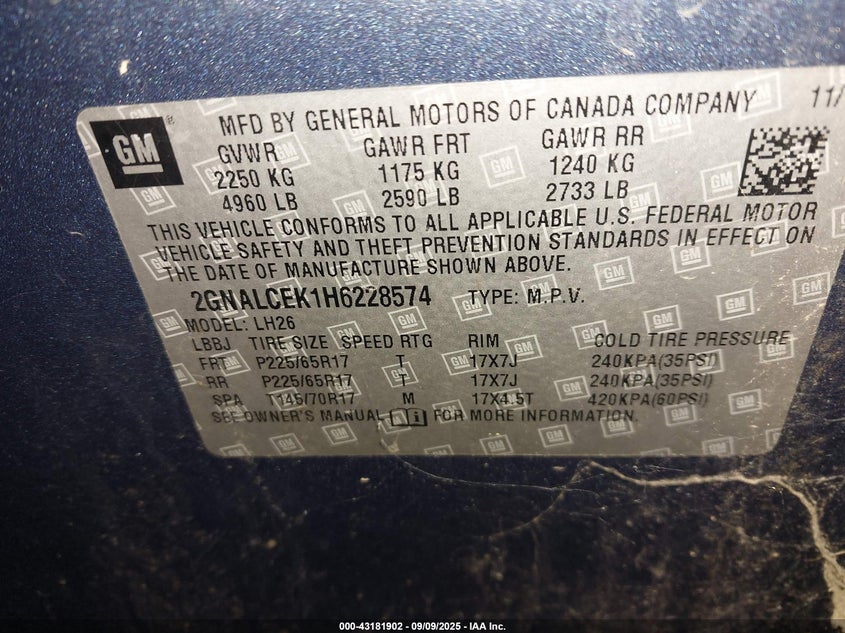 GM
MFD BY GENERAL MOTORS OF CANADA COMPANY 11/
GVWR GAWR FRT GAWR RR
2250 KG 1175 KG 1240 KG
4960 LB 2590 LB 2733 LB
THIS VEHICLE CONFORMS TO ALL APPLICABLE U.S. FEDERAL MOTOR
VEHICLE SAFETY AND THEFT PREVENTION STANDARDS IN EFFECT ON
THE DATE OF MANUFACTURE SHOWN ABOVE.
2GNALCEK1H6228574 TYPE: M.P.V.
MODEL: LH26
LBBJ TIRE SIZE SPEED RTG RIM COLD TIRE PRESSURE
FRT P225/65R17 T 17X7J 240KPA(35PSI)
RR P225/65R17 T 17X7J 240KPA(35PSI)
SPA T145/70R17 M 17X4.5T 420KPA(60PSI)
SEE OWNER'S MANUAL FOR MORE INFORMATION.
000-43181902 - 09/09/2025 - IAA Inc.